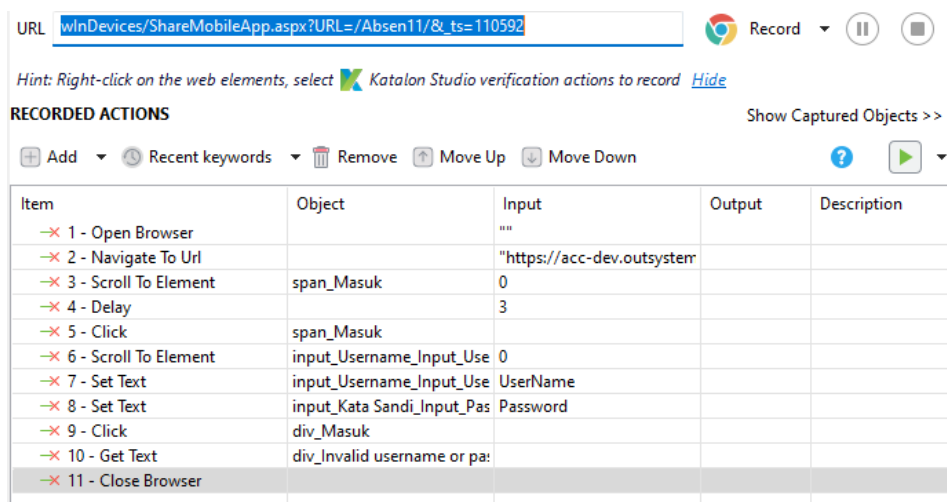 URL wInDevices/ShareMobileApp.aspx?URL=/Absen11/&_ts=110592 Record
Hint: Right-click on the web elements, select Katalon Studio verification actions to record Hide
RECORDED ACTIONS Show Captured Objects >>
Add Recent keywords Remove Move Up Move Down
Item Object Input Output Description
1 - Open Browser ""
2 - Navigate To Url "https://acc-dev.outsystem
3 - Scroll To Element span_Masuk 0
4 - Delay 3
5 - Click span_Masuk
6 - Scroll To Element input_Username_Input_Use 0
7 - Set Text input_Username_Input_Use UserName
8 - Set Text input_Kata Sandi_Input_Pas Password
9 - Click div_Masuk
10 - Get Text div_Invalid username or pa:
11 - Close Browser